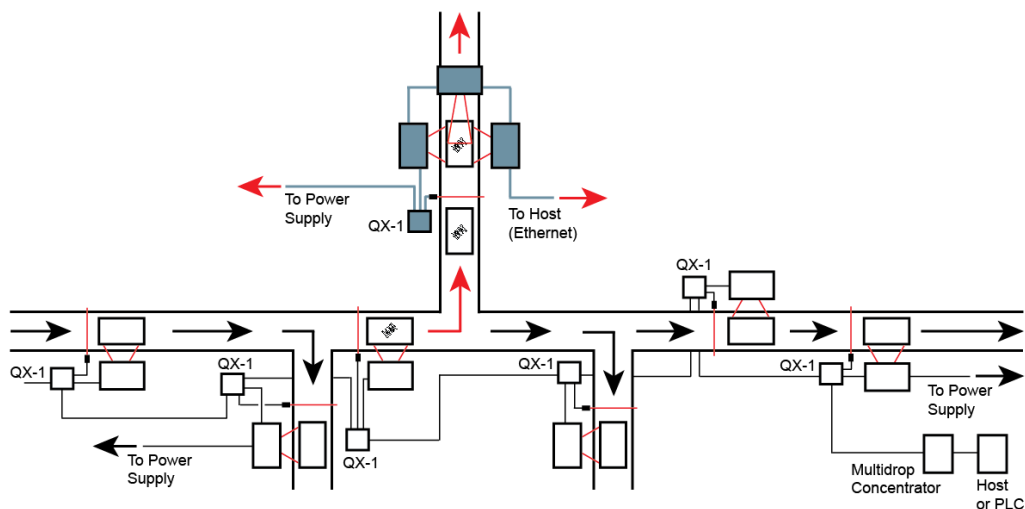 To Power
Supply
QX-1
To Host
(Ethernet)
QX-1
QX-1
QX-1
QX-1
QX-1
QX-1
To Power
Supply
To Power
Supply
Multidrop
Concentrator
Host
or PLC